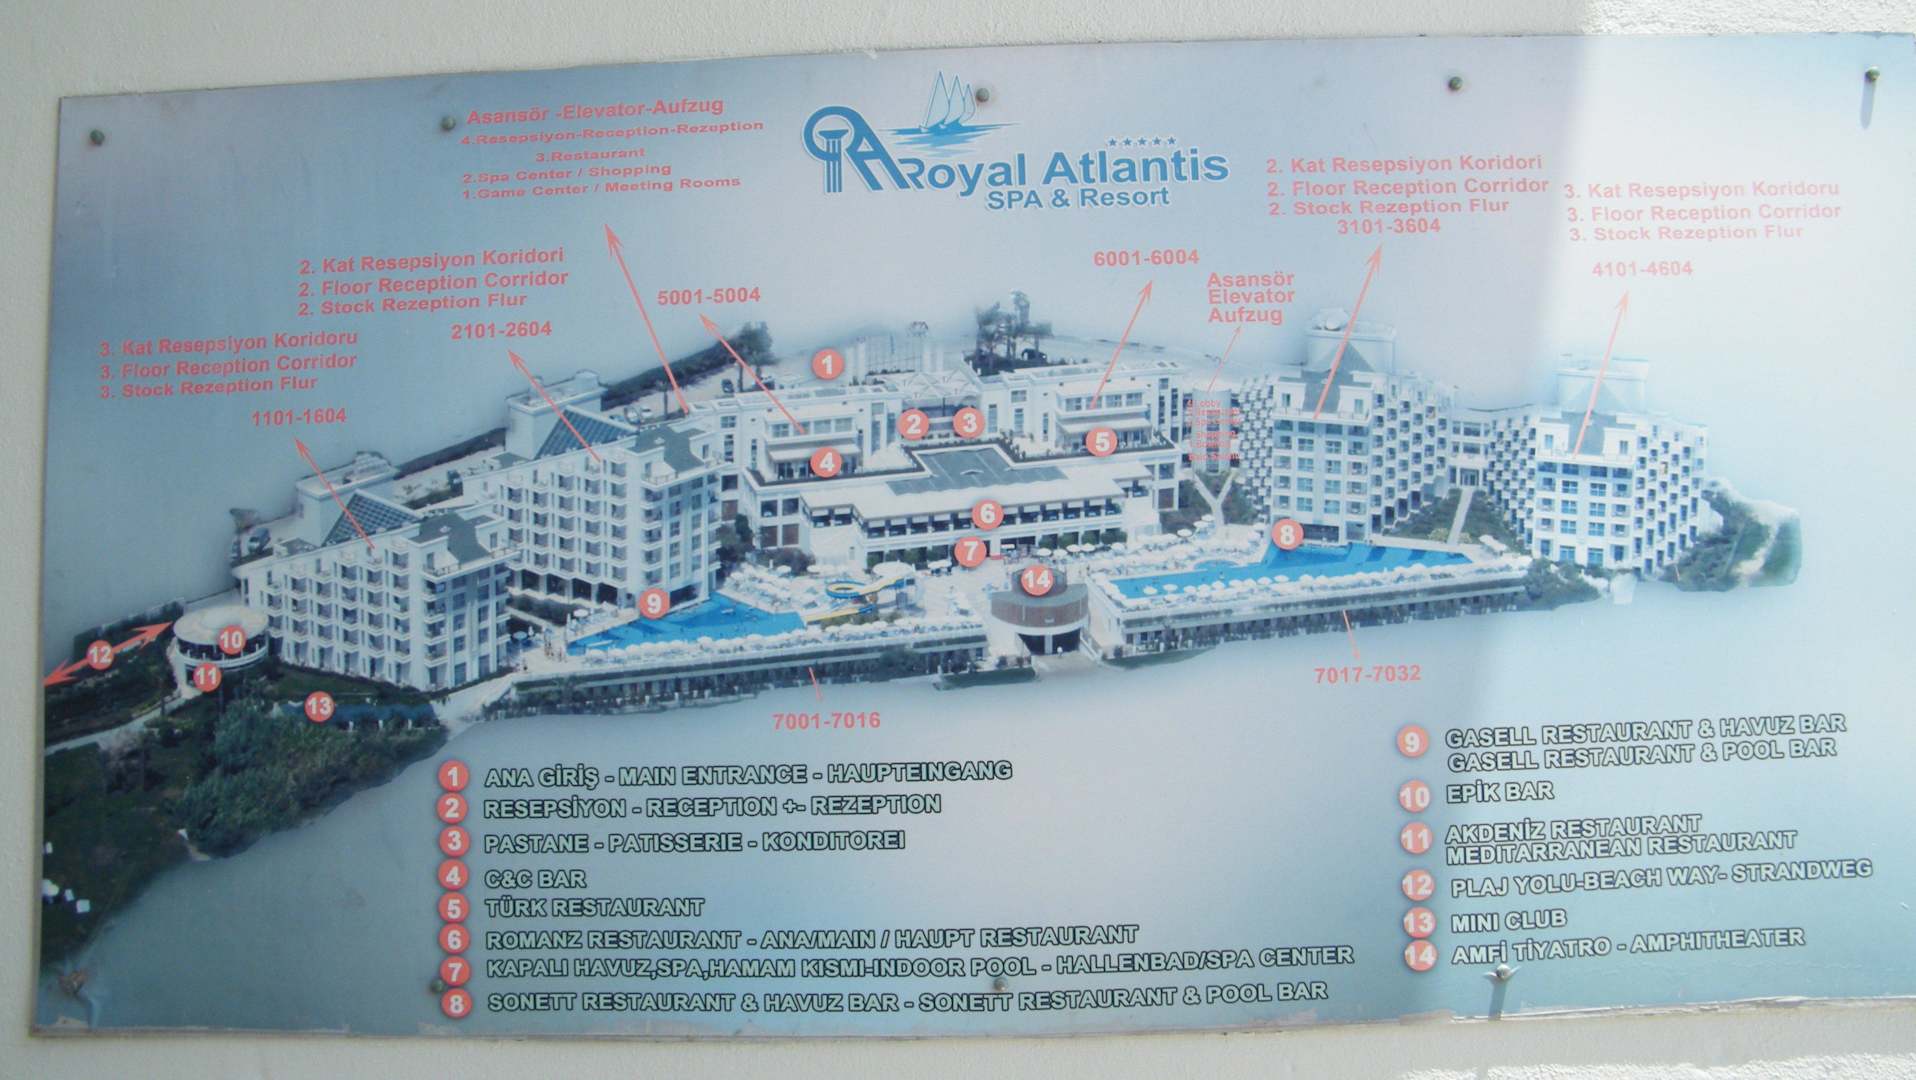 Asansör -Elevator-Aufzug
4.Resepsiyon-Reception-Rezeption
3.Restaurant
2.Spa Center / Shopping
1.Game Center / Meeting Rooms
Royal Atlantis
SPA & Resort
2. Kat Resepsiyon Koridori
2. Floor Reception Corridor
2. Stock Rezeption Flur
3101-3604
3. Kat Resepsiyon Koridoru
3. Floor Reception Corridor
3. Stock Rezeption Flur
4101-4604
2. Kat Resepsiyon Koridori
2. Floor Reception Corridor
2. Stock Rezeption Flur
2101-2604
5001-5004
6001-6004
Asansör
Elevator
Aufzug
3. Kat Resepsiyon Koridoru
3. Floor Reception Corridor
3. Stock Rezeption Flur
1101-1604
1
2
3
4
5
6
7
8
9
10
11
12
13
14
7001-7016
7017-7032
1 ANA GİRİŞ - MAIN ENTRANCE - HAUPTEINGANG
2 RESEPSİYON - RECEPTION +- REZEPTION
3 PASTANE - PATISSERIE - KONDITOREI
4 C&C BAR
5 TÜRK RESTAURANT
6 ROMANZ RESTAURANT - ANA/MAIN / HAUPT RESTAURANT
7 KAPALI HAVUZ,SPA,HAMAM KISMI-INDOOR POOL - HALLENBAD/SPA CENTER
8 SONETT RESTAURANT & HAVUZ BAR - SONETT RESTAURANT & POOL BAR
9 GASELL RESTAURANT & HAVUZ BAR
GASELL RESTAURANT & POOL BAR
10 EPİK BAR
11 AKDENİZ RESTAURANT
MEDITARRANEAN RESTAURANT
12 PLAJ YOLU-BEACH WAY- STRANDWEG
13 MINI CLUB
14 AMFİ TİYATRO - AMPHITHEATER